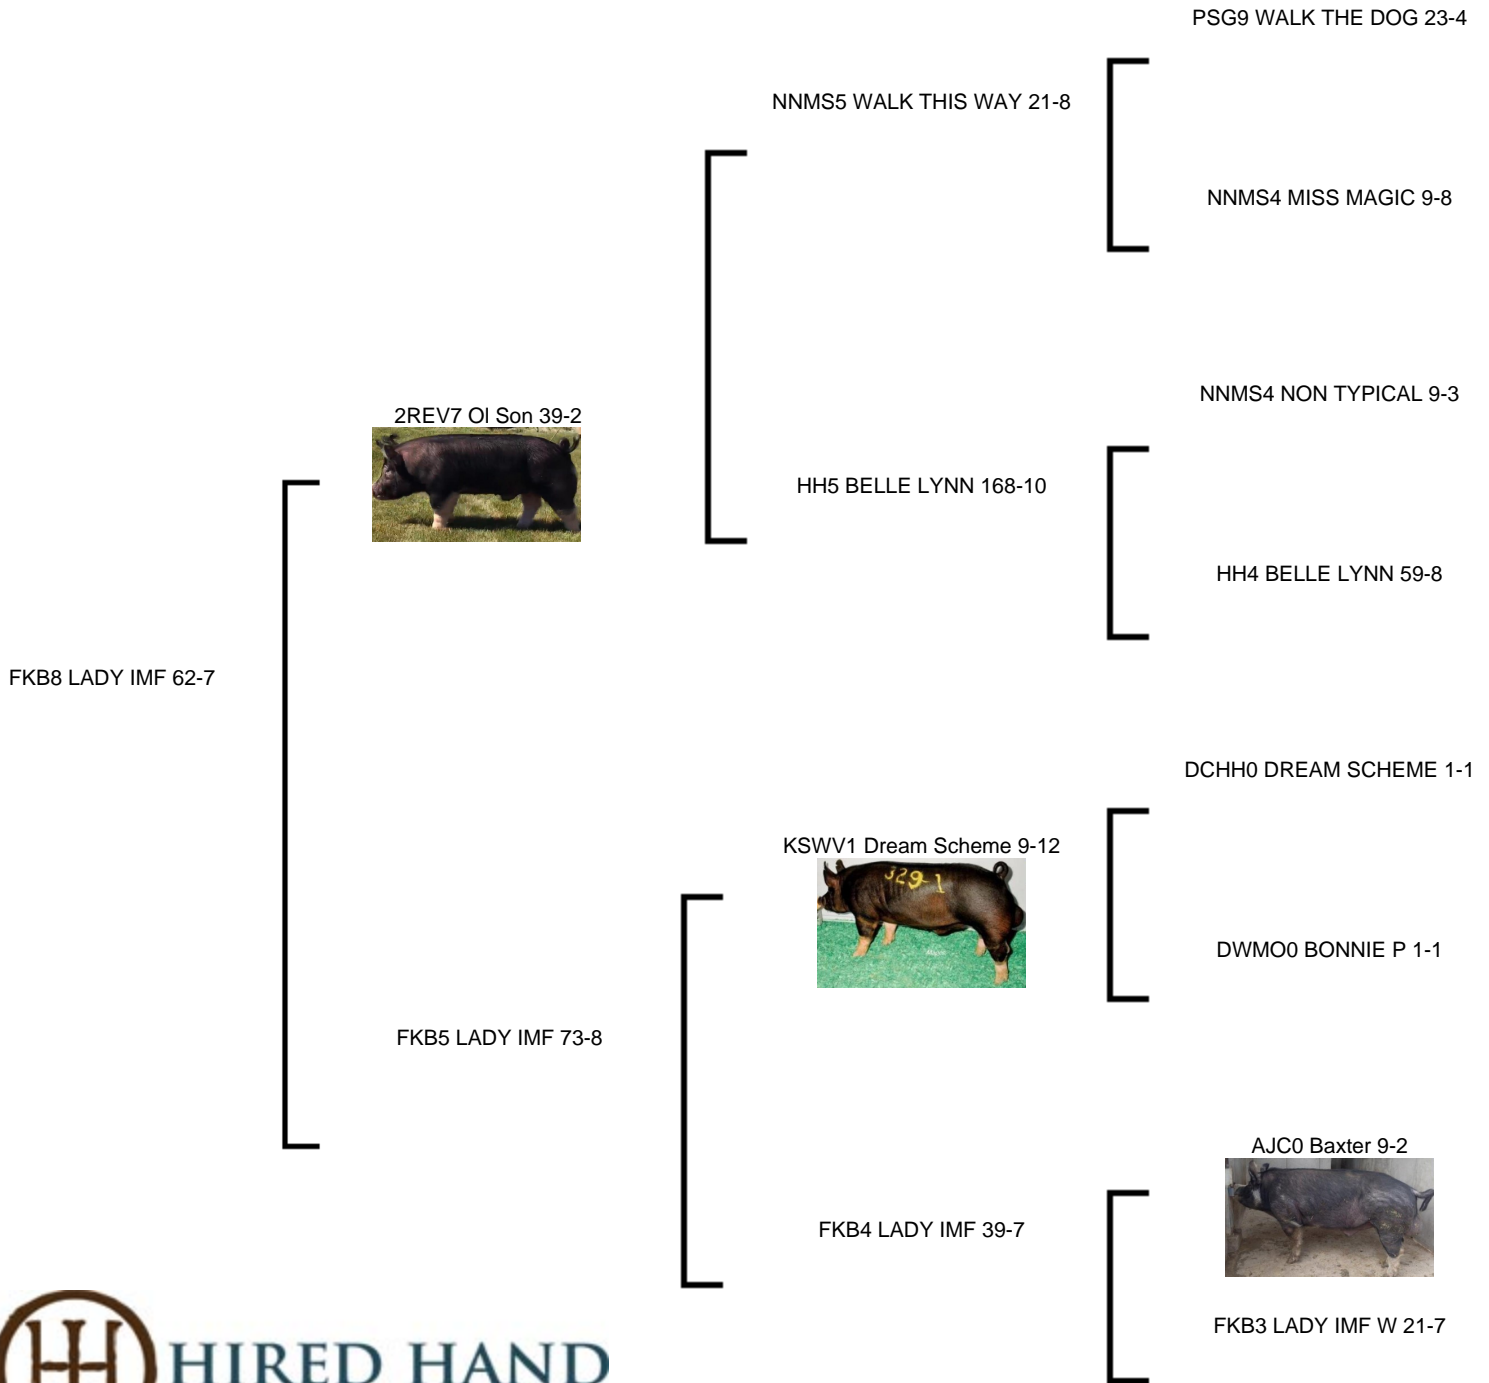 PSG9 WALK THE DOG 23-4
NNMS5 WALK THIS WAY 21-8
NNMS4 MISS MAGIC 9-8
NNMS4 NON TYPICAL 9-3
2REV7 Ol Son 39-2
HH5 BELLE LYNN 168-10
HH4 BELLE LYNN 59-8
FKB8 LADY IMF 62-7
DCHH0 DREAM SCHEME 1-1
KSWV1 Dream Scheme 9-12
329-1
DWMO0 BONNIE P 1-1
FKB5 LADY IMF 73-8
AJC0 Baxter 9-2
FKB4 LADY IMF 39-7
FKB3 LADY IMF W 21-7
HIRED HAND